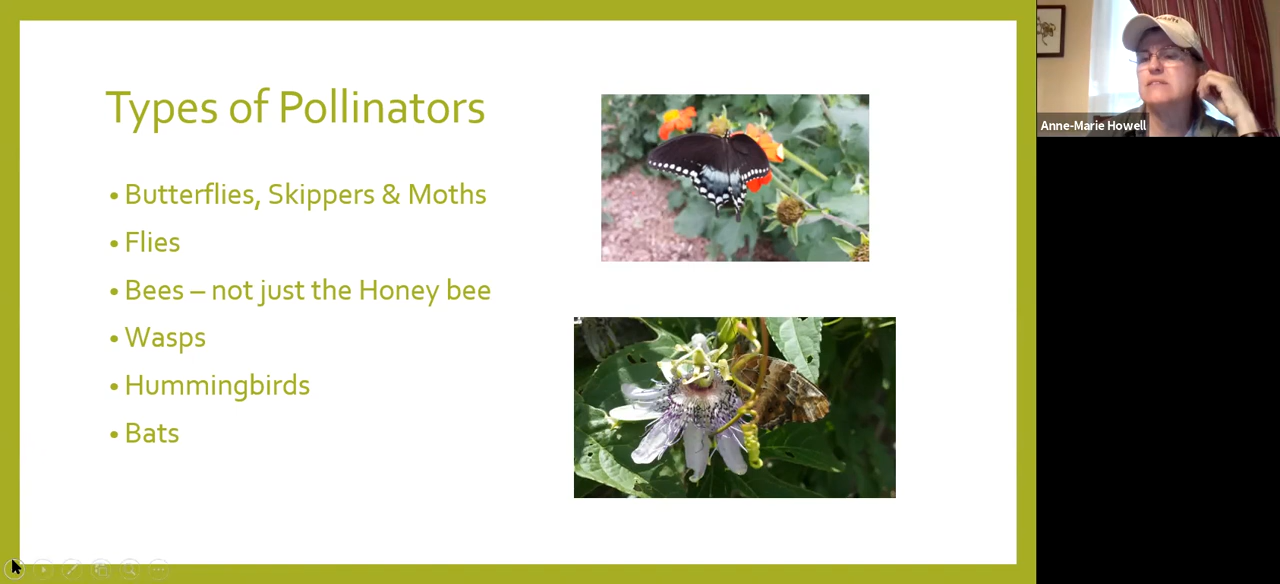 Types of Pollinators
• Butterflies, Skippers & Moths
• Flies
• Bees – not just the Honey bee
• Wasps
• Hummingbirds
• Bats
Anne-Marie Howell